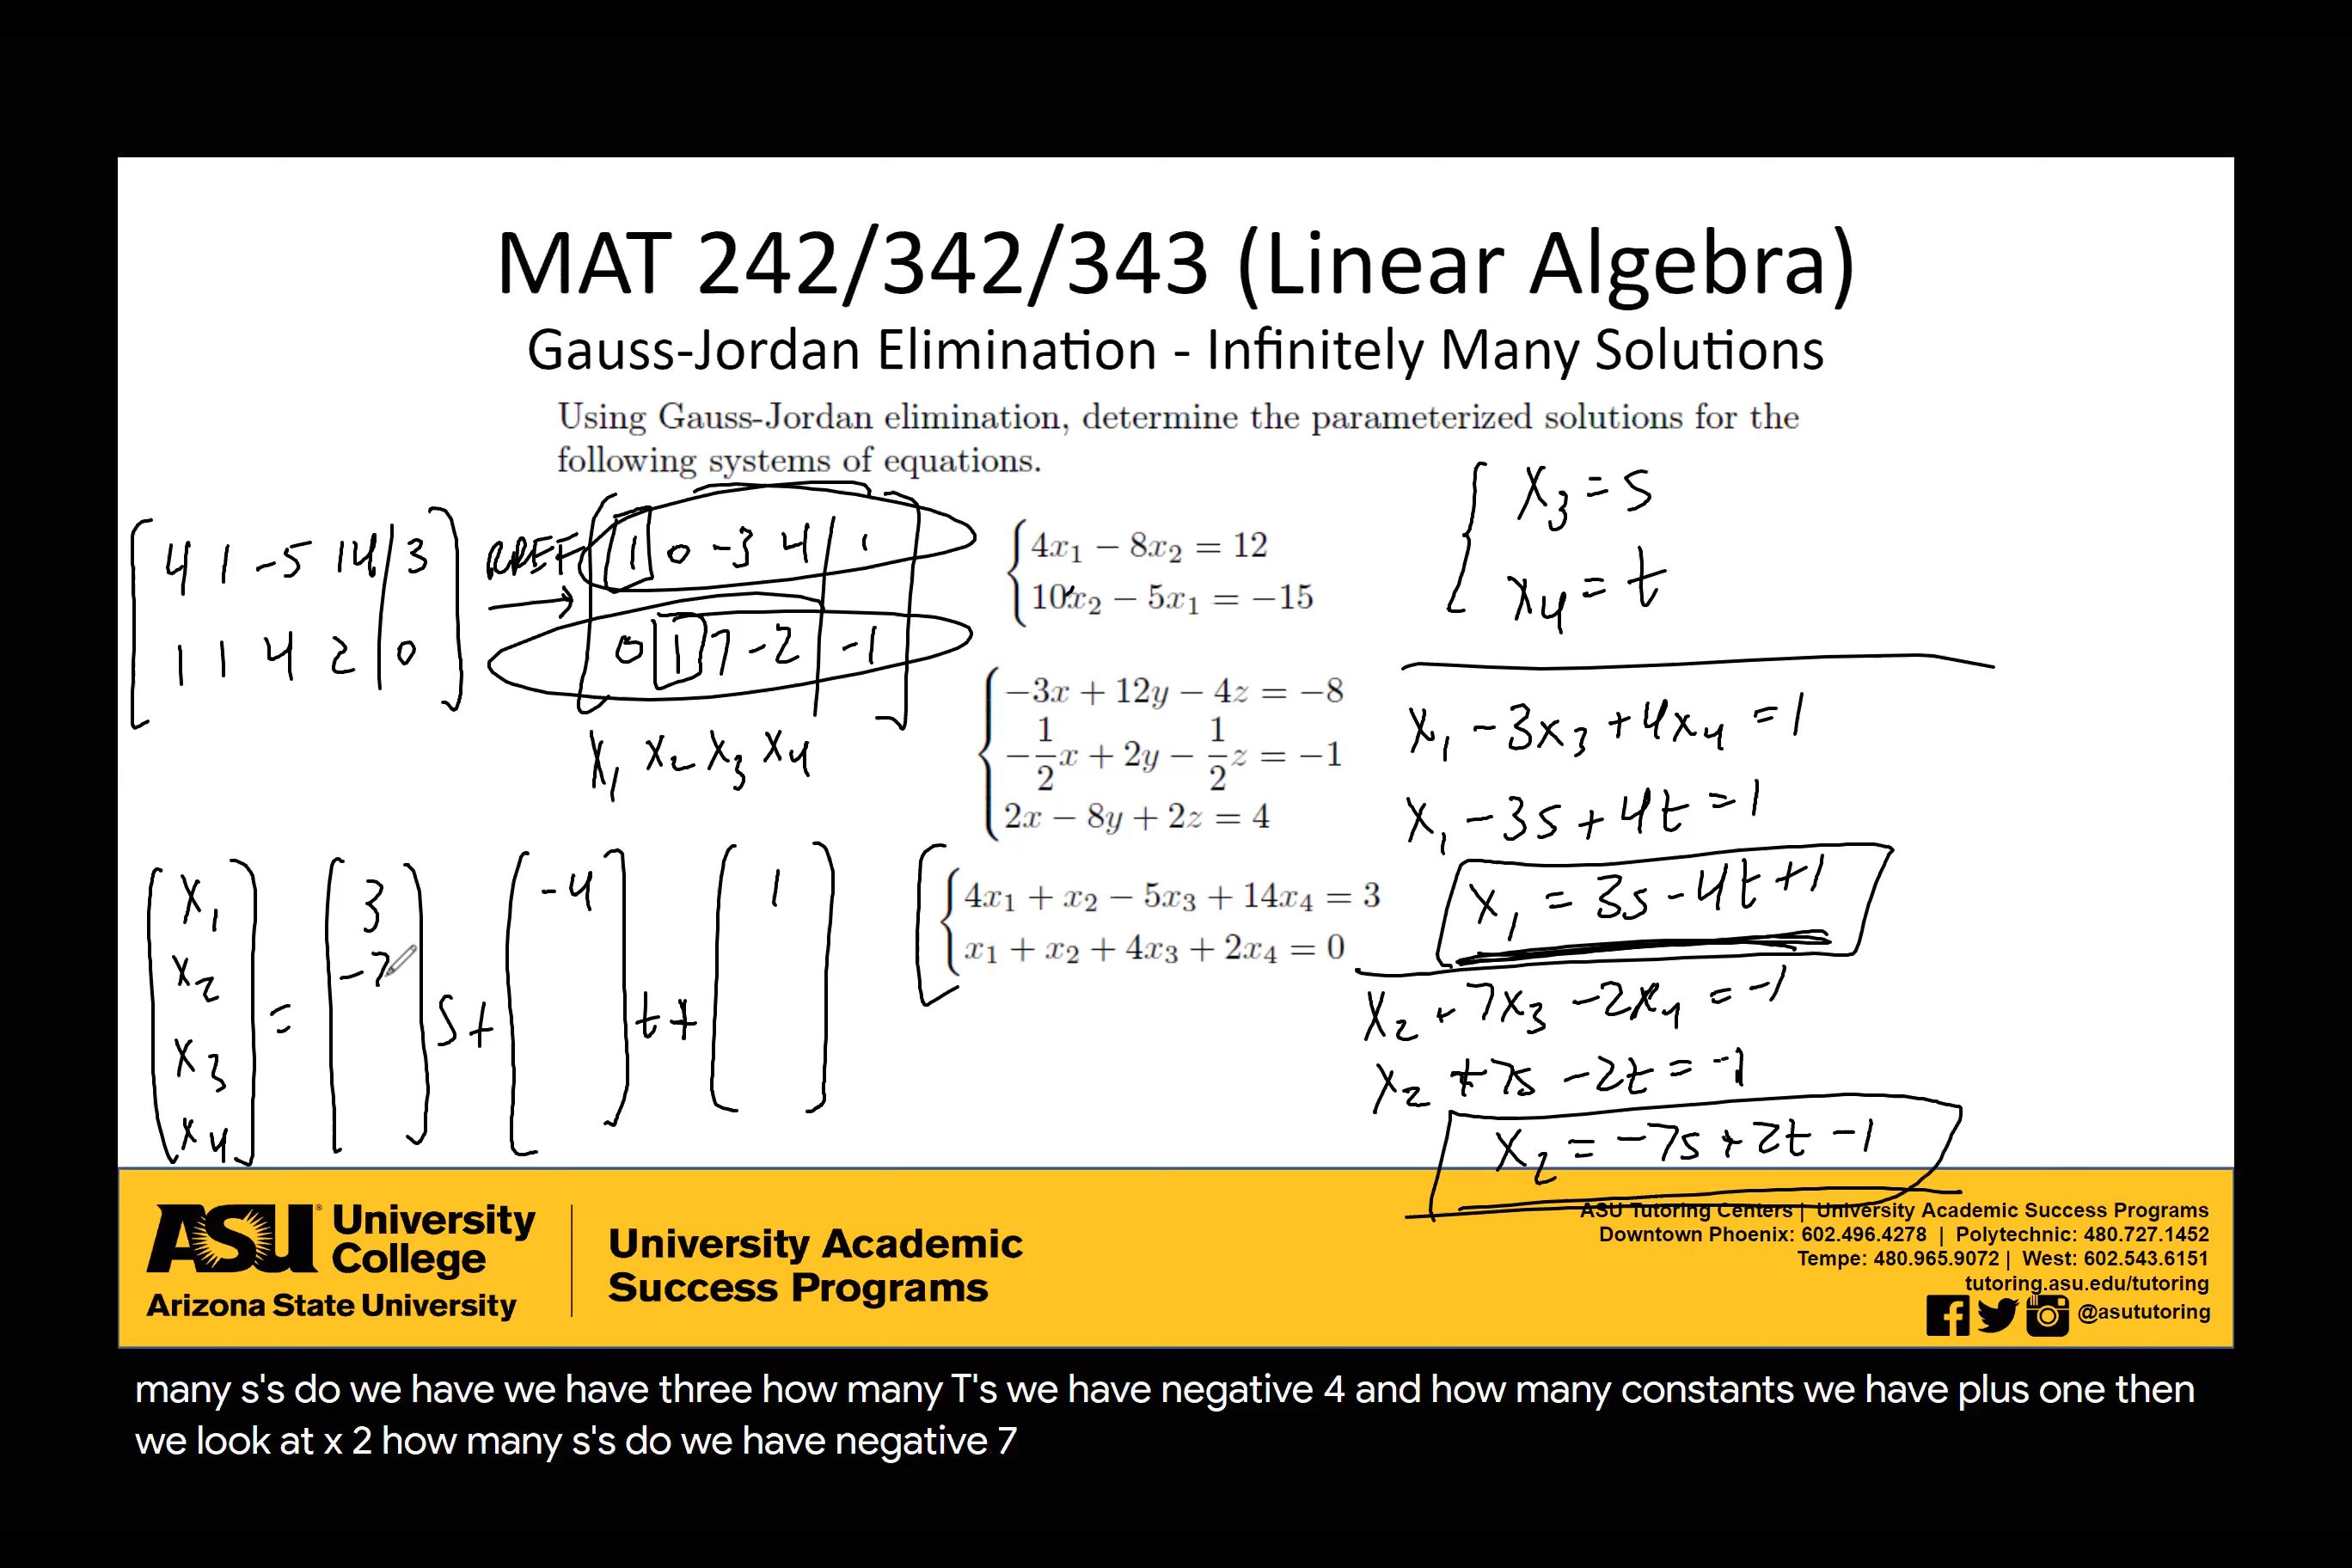 MAT 242/342/343 (Linear Algebra)
Gauss-Jordan Elimination - Infinitely Many Solutions
Using Gauss-Jordan elimination, determine the parameterized solutions for the
following systems of equations.
4 1 -5 14 | 3
1 1 4 2 | 0
RREF
1 0 -3 4 | 1
0 1 7 -2 | -1
x₁ x₂ x₃ x₄
4x₁ − 8x₂ = 12
10x₂ − 5x₁ = −15
−3x + 12y − 4z = −8
−1/2x + 2y − 1/2z = −1
2x − 8y + 2z = 4
4x₁ + x₂ − 5x₃ + 14x₄ = 3
x₁ + x₂ + 4x₃ + 2x₄ = 0
x₃ = s
x₄ = t
x₁ - 3x₃ + 4x₄ = 1
x₁ - 3s + 4t = 1
x₁ = 3s - 4t + 1
x₂ + 7x₃ - 2x₄ = -1
x₂ + 7s - 2t = -1
x₂ = -7s + 2t - 1
x₁ 3 -4 1
x₂ -7
= s + t +
x₃
x₄
ASU University
College
Arizona State University
University Academic
Success Programs
ASU Tutoring Centers | University Academic Success Programs
Downtown Phoenix: 602.496.4278 | Polytechnic: 480.727.1452
Tempe: 480.965.9072 | West: 602.543.6151
tutoring.asu.edu/tutoring
@asututoring
many s's do we have we have three how many T's we have negative 4 and how many constants we have plus one then
we look at x 2 how many s's do we have negative 7